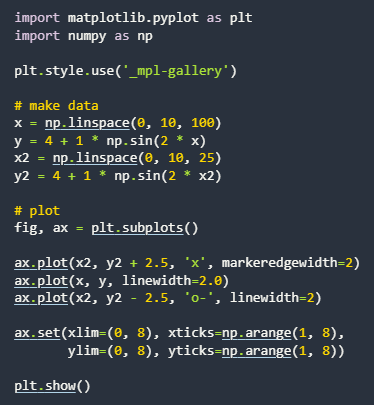 import matplotlib.pyplot as plt
import numpy as np
plt.style.use('_mpl-gallery')
# make data
x = np.linspace(0, 10, 100)
y = 4 + 1 * np.sin(2 * x)
x2 = np.linspace(0, 10, 25)
y2 = 4 + 1 * np.sin(2 * x2)
# plot
fig, ax = plt.subplots()
ax.plot(x2, y2 + 2.5, 'x', markeredgewidth=2)
ax.plot(x, y, linewidth=2.0)
ax.plot(x2, y2 - 2.5, 'o-', linewidth=2)
ax.set(xlim=(0, 8), xticks=np.arange(1, 8),
       ylim=(0, 8), yticks=np.arange(1, 8))
plt.show()